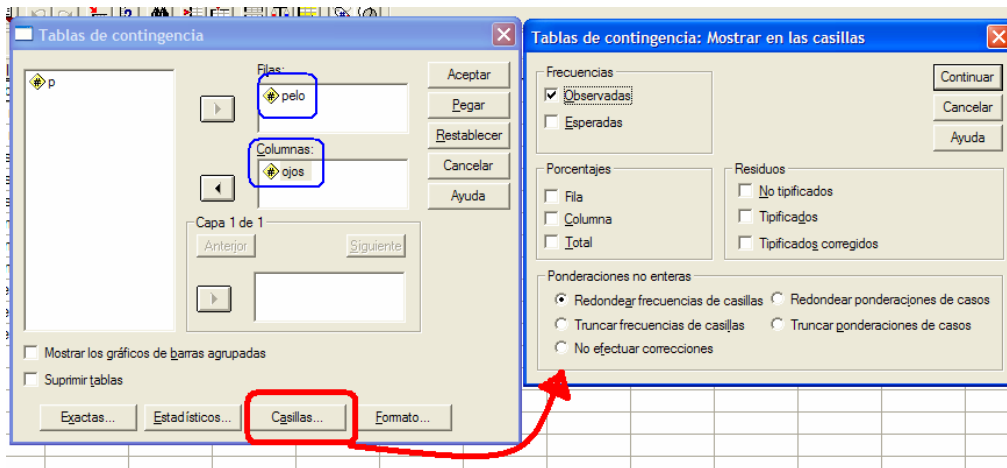 Tablas de contingencia
p
Filas:
pelo
Columnas:
ojos
Capa 1 de 1
Anterior
Siguiente
Aceptar
Pegar
Restablecer
Cancelar
Ayuda
Mostrar los gráficos de barras agrupadas
Suprimir tablas
Exactas...
Estadísticos...
Casillas...
Formato...
Tablas de contingencia: Mostrar en las casillas
Frecuencias
Observadas
Esperadas
Continuar
Cancelar
Ayuda
Porcentajes
Fila
Columna
Total
Residuos
No tipificados
Tipificados
Tipificados corregidos
Ponderaciones no enteras
Redondear frecuencias de casillas
Redondear ponderaciones de casos
Truncar frecuencias de casillas
Truncar ponderaciones de casos
No efectuar correcciones